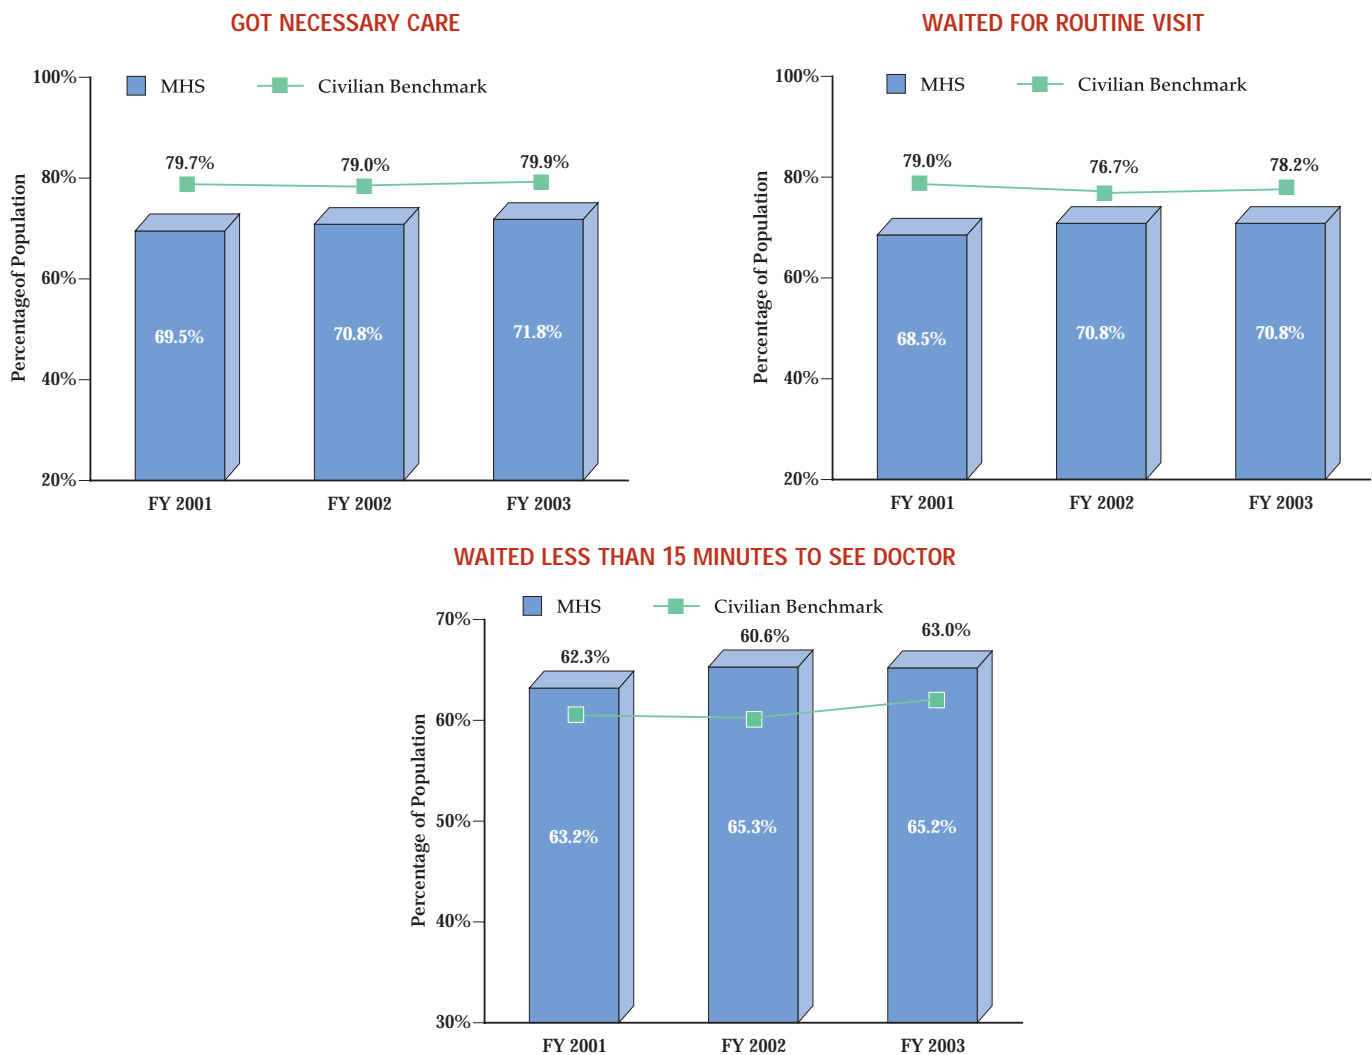 GOT NECESSARY CARE
MHS
Civilian Benchmark
Percentageof Population
100%
80%
60%
40%
20%
79.7%
79.0%
79.9%
69.5%
70.8%
71.8%
FY 2001
FY 2002
FY 2003
WAITED FOR ROUTINE VISIT
MHS
Civilian Benchmark
Percentage of Population
100%
80%
60%
40%
20%
79.0%
76.7%
78.2%
68.5%
70.8%
70.8%
FY 2001
FY 2002
FY 2003
WAITED LESS THAN 15 MINUTES TO SEE DOCTOR
MHS
Civilian Benchmark
Percentage of Population
70%
60%
50%
40%
30%
62.3%
60.6%
63.0%
63.2%
65.3%
65.2%
FY 2001
FY 2002
FY 2003